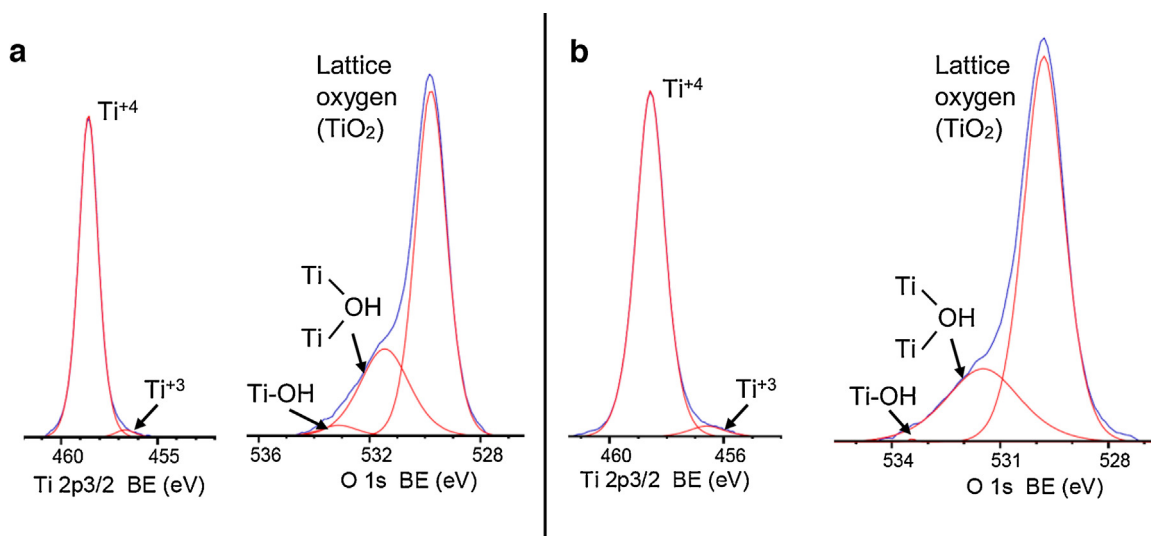 a
Ti+4
Ti+3
460
455
Ti 2p3/2 BE (eV)
Lattice
oxygen
(TiO2)
Ti
OH
Ti
Ti-OH
536
532
528
O 1s BE (eV)
b
Ti+4
Ti+3
460
456
Ti 2p3/2 BE (eV)
Lattice
oxygen
(TiO2)
Ti
OH
Ti
Ti-OH
534
531
528
O 1s BE (eV)